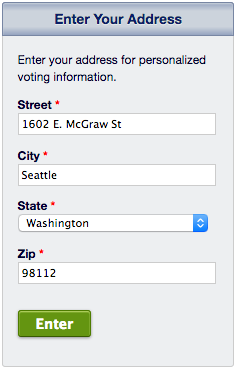 Enter Your Address
Enter your address for personalized
voting information.
Street *
1602 E. McGraw St
City *
Seattle
State *
Washington
Zip *
98112
Enter